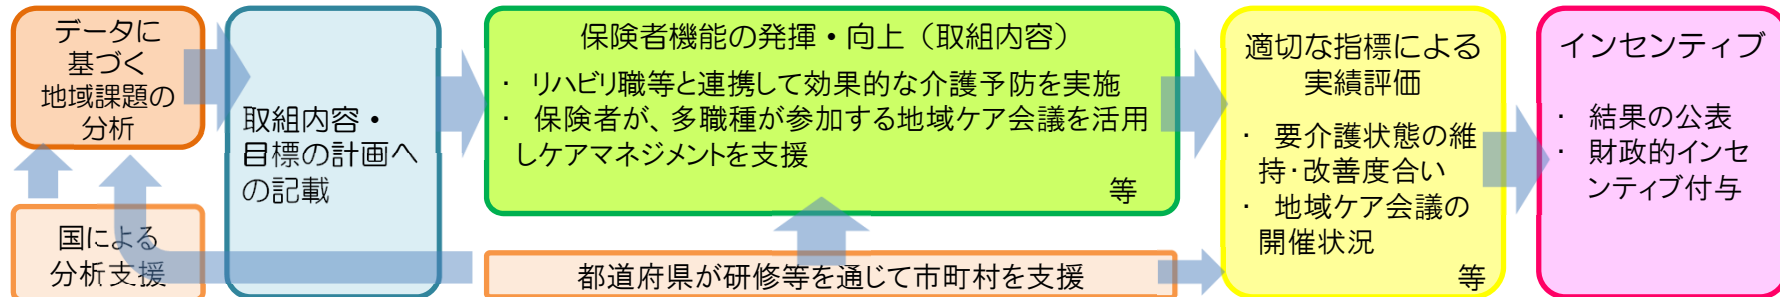 データに
基づく
地域課題の
分析
国による
分析支援
取組内容・
目標の計画へ
の記載
保険者機能の発揮・向上（取組内容）
・ リハビリ職等と連携して効果的な介護予防を実施
・ 保険者が、多職種が参加する地域ケア会議を活用
しケアマネジメントを支援
等
都道府県が研修等を通じて市町村を支援
適切な指標による
実績評価
・ 要介護状態の維
持・改善度合い
・ 地域ケア会議の
開催状況
等
インセンティブ
・ 結果の公表
・ 財政的インセ
ンティブ付与